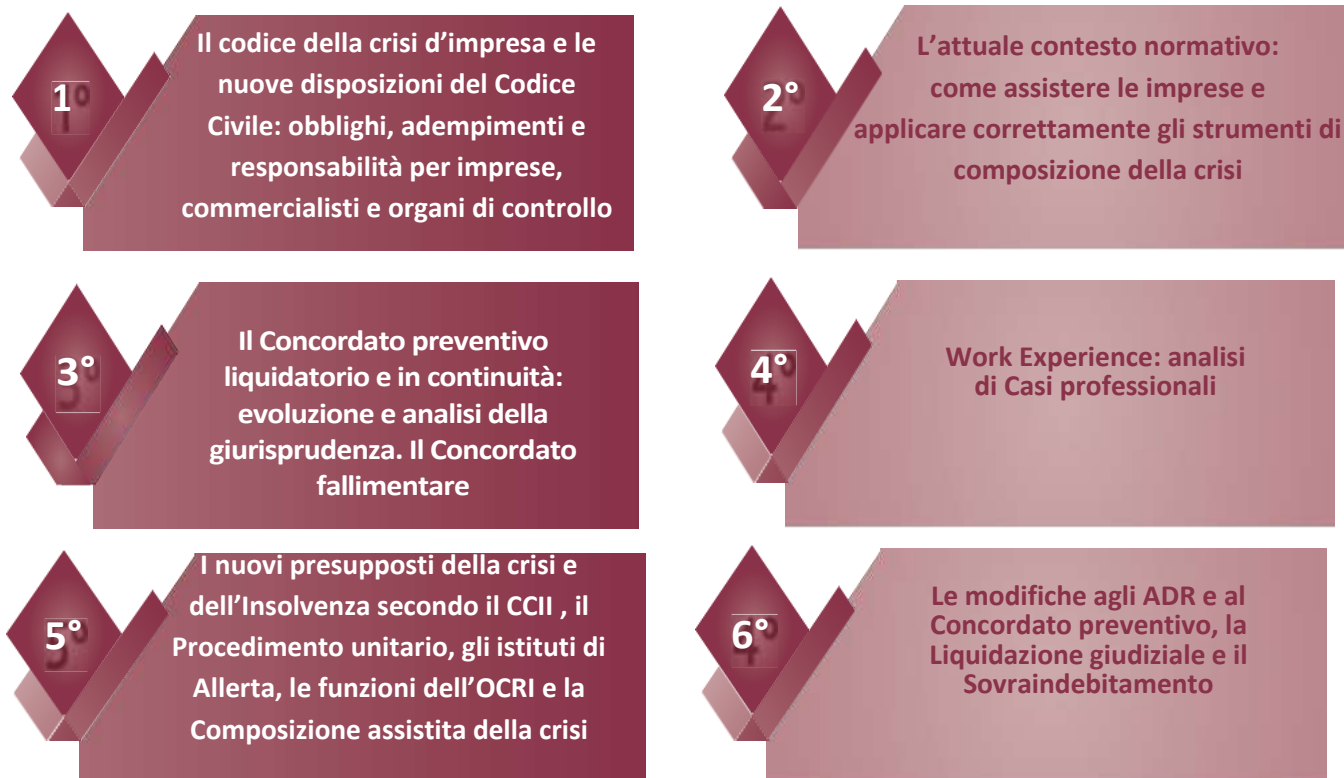 1°
Il codice della crisi d’impresa e le
nuove disposizioni del Codice
Civile: obblighi, adempimenti e
responsabilità per imprese,
commercialisti e organi di controllo
2°
L’attuale contesto normativo:
come assistere le imprese e
applicare correttamente gli strumenti di
composizione della crisi
3°
Il Concordato preventivo
liquidatorio e in continuità:
evoluzione e analisi della
giurisprudenza. Il Concordato
fallimentare
4°
Work Experience: analisi
di Casi professionali
5°
I nuovi presupposti della crisi e
dell’Insolvenza secondo il CCII , il
Procedimento unitario, gli istituti di
Allerta, le funzioni dell’OCRI e la
Composizione assistita della crisi
6°
Le modifiche agli ADR e al
Concordato preventivo, la
Liquidazione giudiziale e il
Sovraindebitamento